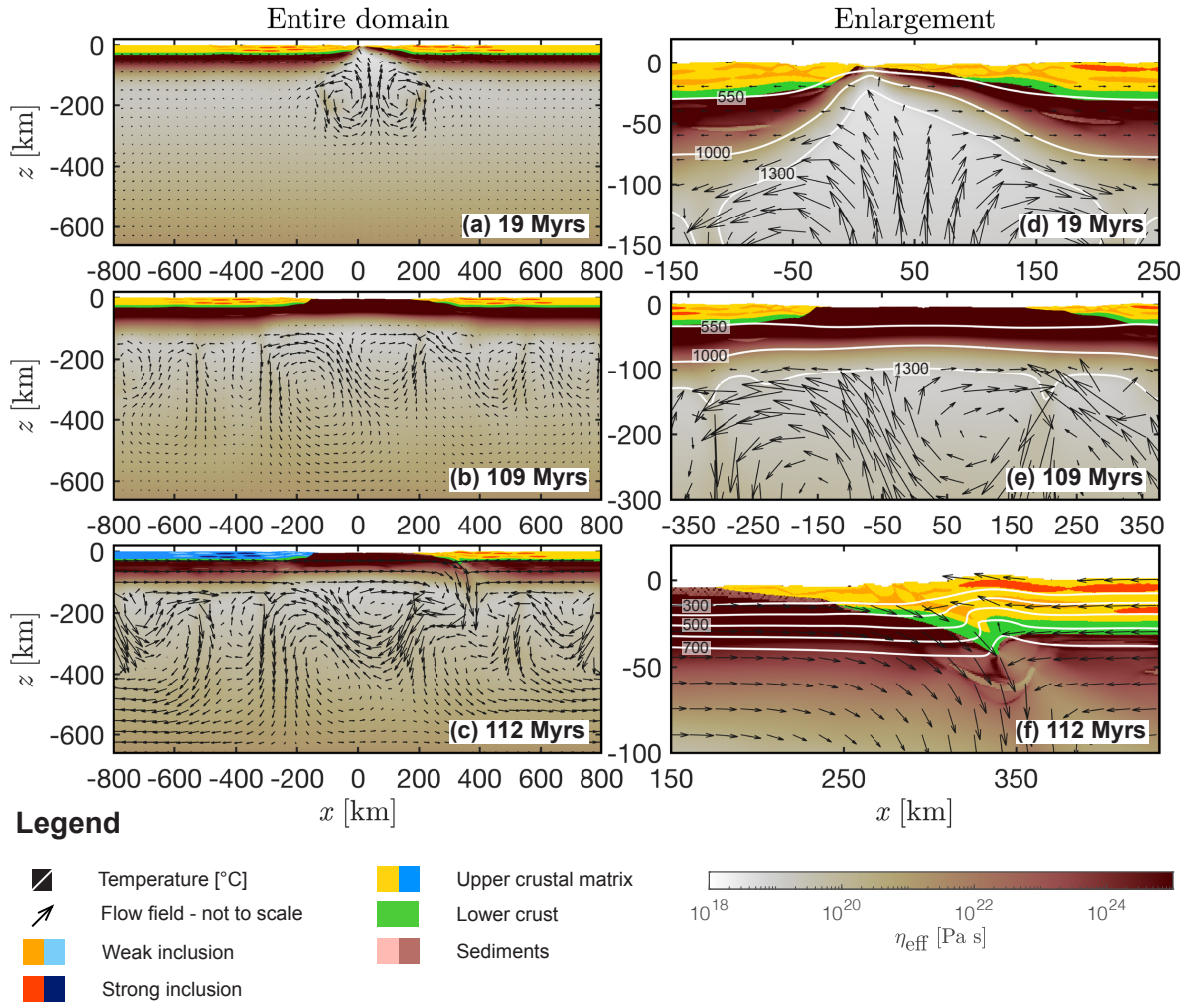 Entire domain
Enlargement
0
-200
-400
-600
z [km]
(a) 19 Myrs
-800 -600 -400 -200 0 200 400 600 800
0
-50
-100
-150
550
1000
1300
(d) 19 Myrs
-150 -50 50 150 250
0
-200
-400
-600
z [km]
(b) 109 Myrs
-800 -600 -400 -200 0 200 400 600 800
0
-100
-200
-300
550
1000
1300
(e) 109 Myrs
-350 -250 -150 -50 50 150 250 350
0
-200
-400
-600
z [km]
(c) 112 Myrs
-800 -600 -400 -200 0 200 400 600 800
x [km]
0
-50
-100
300
500
700
(f) 112 Myrs
150 250 350
x [km]
Legend
Temperature [°C]
Flow field - not to scale
Weak inclusion
Strong inclusion
Upper crustal matrix
Lower crust
Sediments
10^18 10^20 10^22 10^24
η_eff [Pa s]